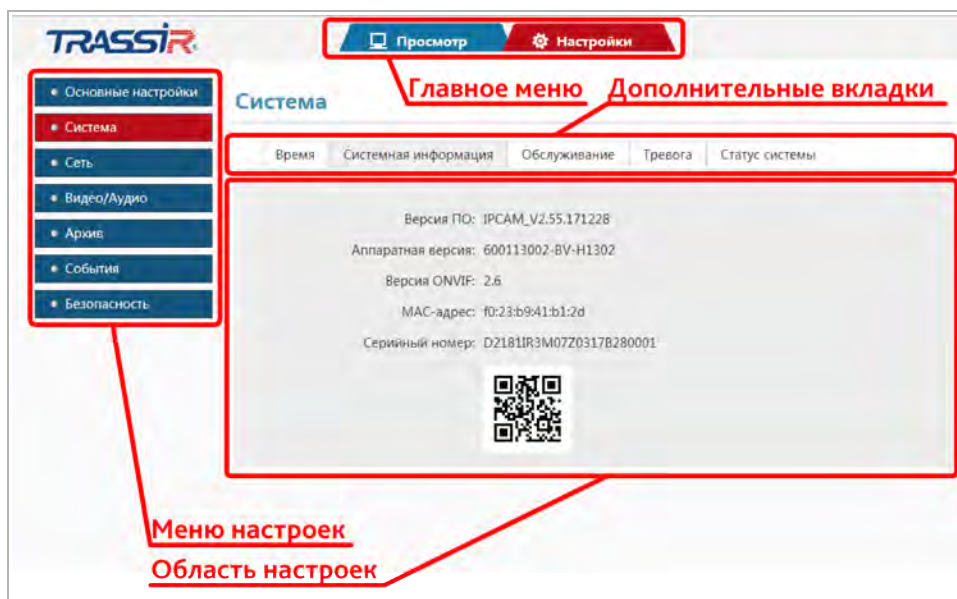 TRASSIR
Просмотр Настройки
Главное меню Дополнительные вкладки
Основные настройки
Система
Сеть
Видео/Аудио
Архив
События
Безопасность
Система
Время Системная информация Обслуживание Тревога Статус системы
Версия ПО: IPCAM_V2.55.171228
Аппаратная версия: 600113002-BV-H1302
Версия ONVIF: 2.6
MAC-адрес: f0:23:b9:41:b1:2d
Серийный номер: D2181IR3M07Z0317B280001
Меню настроек
Область настроек